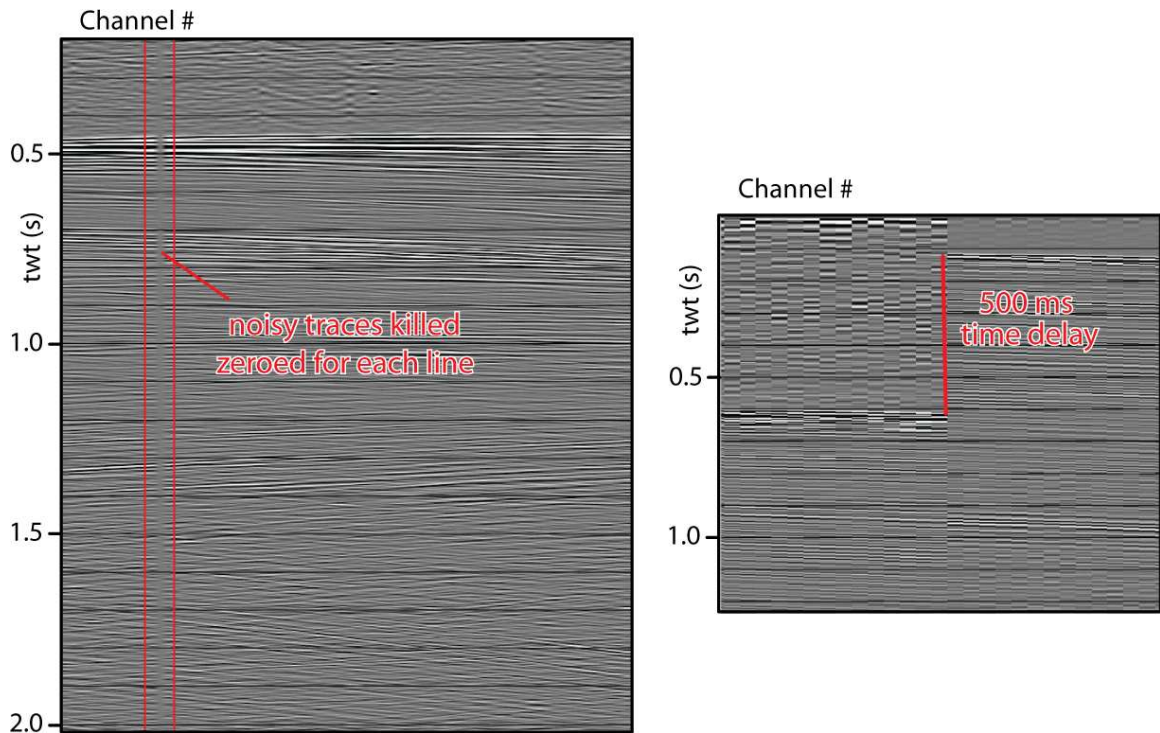 Channel #
0.5
twt (s)
noisy traces killed
zeroed for each line
1.0
1.5
2.0
Channel #
twt (s)
500 ms
time delay
0.5
1.0